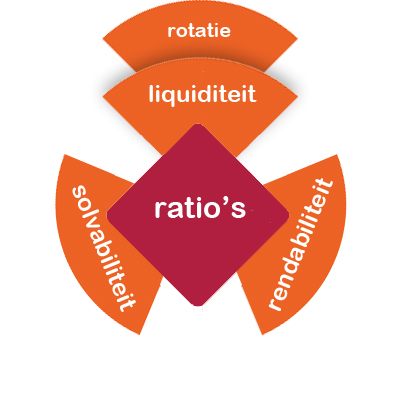 rotatie
liquiditeit
solvabiliteit
ratio’s
rendabiliteit